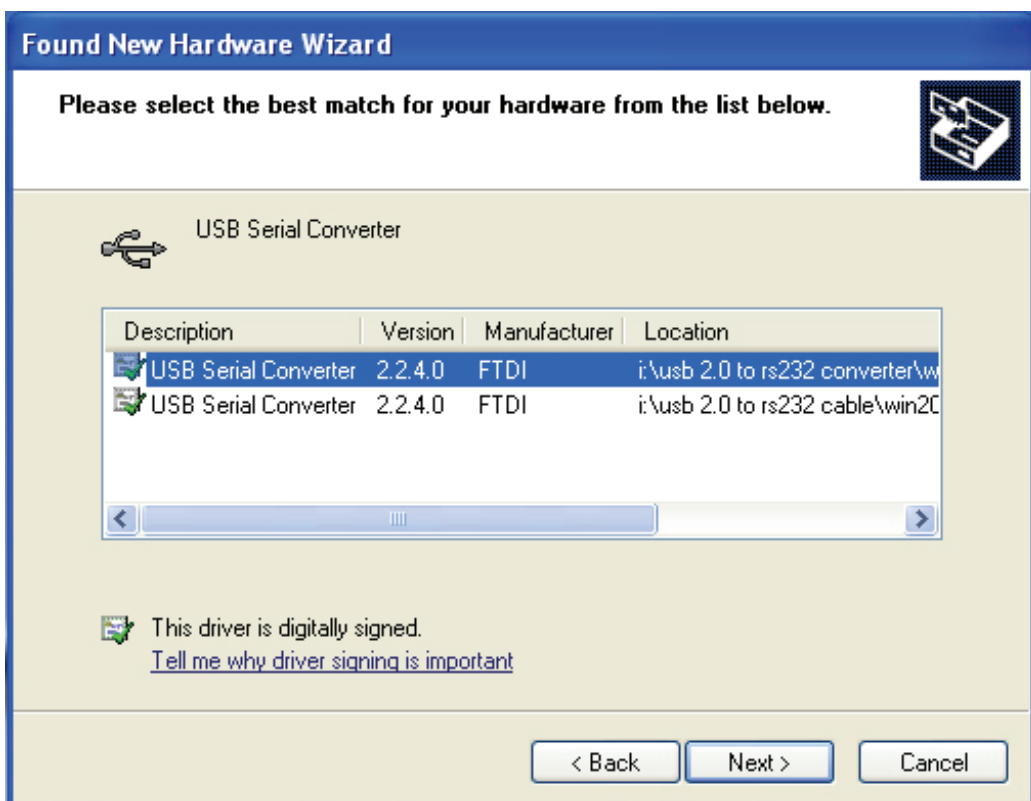 Found New Hardware Wizard
Please select the best match for your hardware from the list below.
USB Serial Converter
Description Version Manufacturer Location
USB Serial Converter 2.2.4.0 FTDI i:\usb 2.0 to rs232 converter\w
USB Serial Converter 2.2.4.0 FTDI i:\usb 2.0 to rs232 cable\win20
This driver is digitally signed.
Tell me why driver signing is important
< Back Next > Cancel